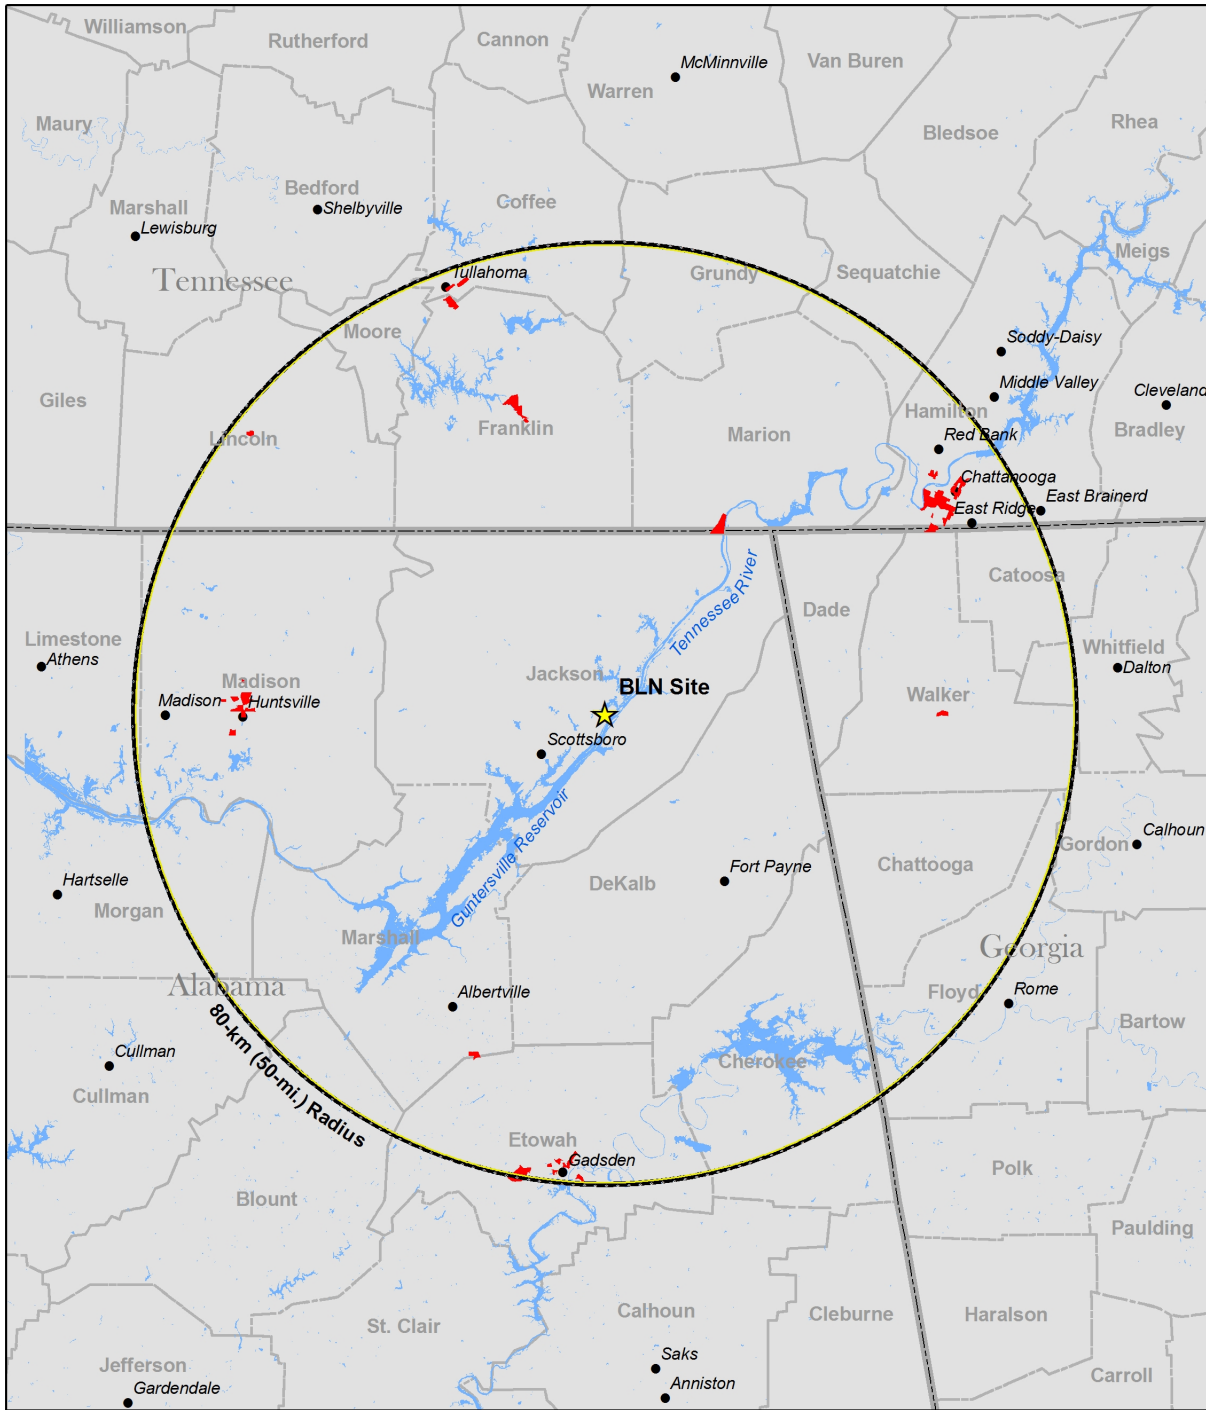 Williamson
Rutherford
Cannon
McMinnville
Van Buren
Warren
Maury
Bledsoe
Rhea
Bedford
Shelbyville
Marshall
Lewisburg
Coffee
Meigs
Tennessee
Tullahoma
Grundy
Sequatchie
Moore
Soddy-Daisy
Middle Valley
Cleveland
Giles
Hamilton
Lincoln
Franklin
Marion
Red Bank
Bradley
Chattanooga
East Brainerd
East Ridge
Tennessee River
Catoosa
Dade
Limestone
Athens
Whitfield
Dalton
Jackson
BLN Site
Madison
Walker
Madison
Huntsville
Scottsboro
Guntersville Reservoir
Calhoun
Gordon
Chattooga
Fort Payne
DeKalb
Hartselle
Morgan
Marshall
Georgia
Alabama
Albertville
Floyd
Rome
Bartow
80-km (50-mi.) Radius
Cullman
Cullman
Cherokee
Etowah
Gadsden
Polk
Blount
Paulding
Calhoun
Cleburne
Haralson
St. Clair
Saks
Anniston
Jefferson
Gardendale
Carroll